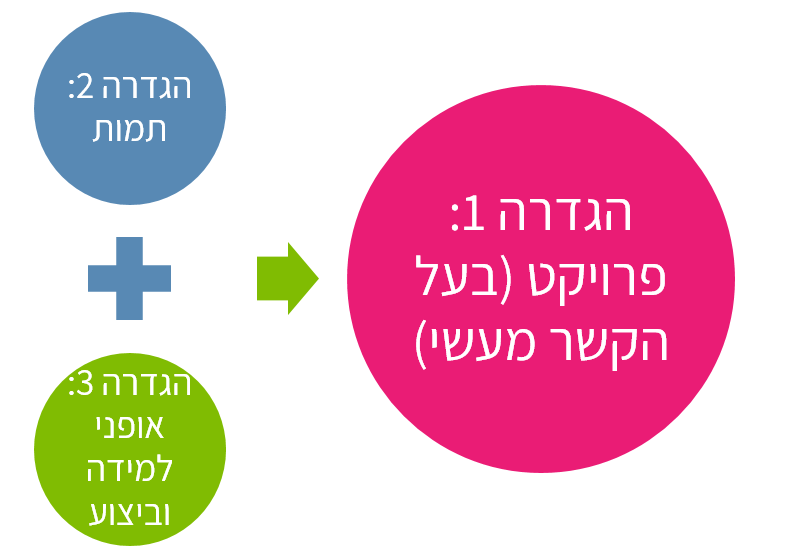 הגדרה 2:
תמות
הגדרה 3:
אופני
למידה
וביצוע
הגדרה 1:
פרויקט (בעל
הקשר מעשי)